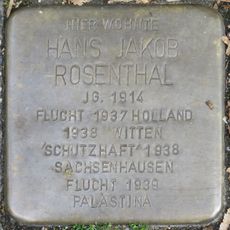 HIER WOHNTE
HANS JAKOB
ROSENTHAL
JG. 1914
FLUCHT 1937 HOLLAND
1938 WITTEN
'SCHUTZHAFT' 1938
SACHSENHAUSEN
FLUCHT 1939
PALÄSTINA